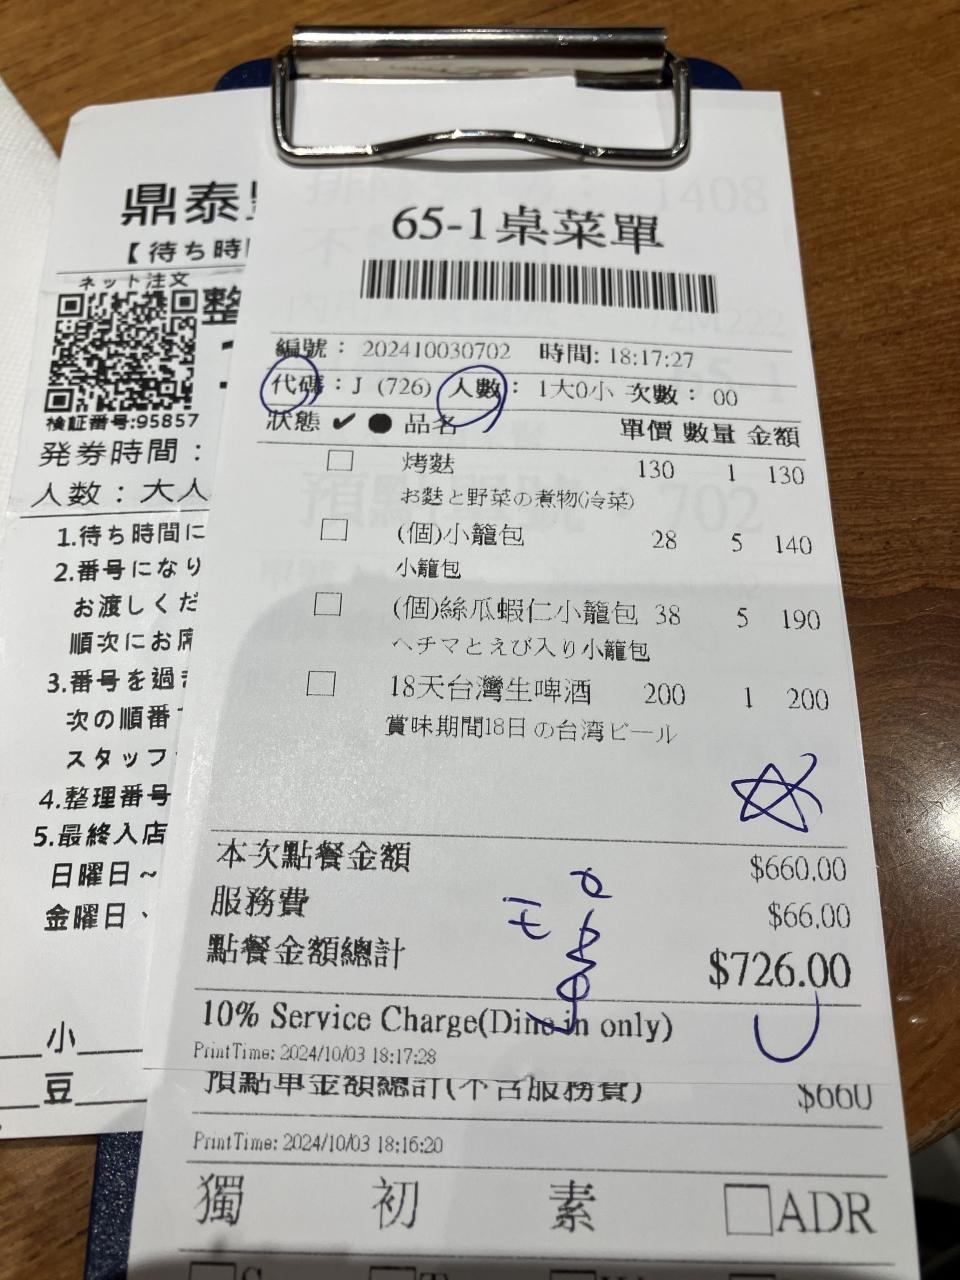 鼎泰
【待ち時
ネット注文
整
検証番号:95857
発券時間：
人数：大人
1.待ち時間に
2.番号になり
お渡しくだ
順次にお席
3.番号を過ぎ
次の順番
スタッフ
4.整理番号
5.最終入店
日曜日～
金曜日、
小
豆
65-1桌菜單
編號： 202410030702 時間: 18:17:27
代碼：J (726) 人數： 1大0小 次數： 00
狀態 ✔ ● 品名 單價 數量 金額
烤麩 130 1 130
お麩と野菜の煮物(冷菜)
(個)小籠包 28 5 140
小籠包
(個)絲瓜蝦仁小籠包 38 5 190
ヘチマとえび入り小籠包
18天台灣生啤酒 200 1 200
賞味期間18日の台湾ビール
本次點餐金額 $660.00
服務費 $66.00
點餐金額總計 $726.00
10% Service Charge(Dine in only)
PrintTime: 2024/10/03 18:17:28
預點單金額總計(不含服務費) $660
PrintTime: 2024/10/03 18:16:20
獨 初 素 □ADR